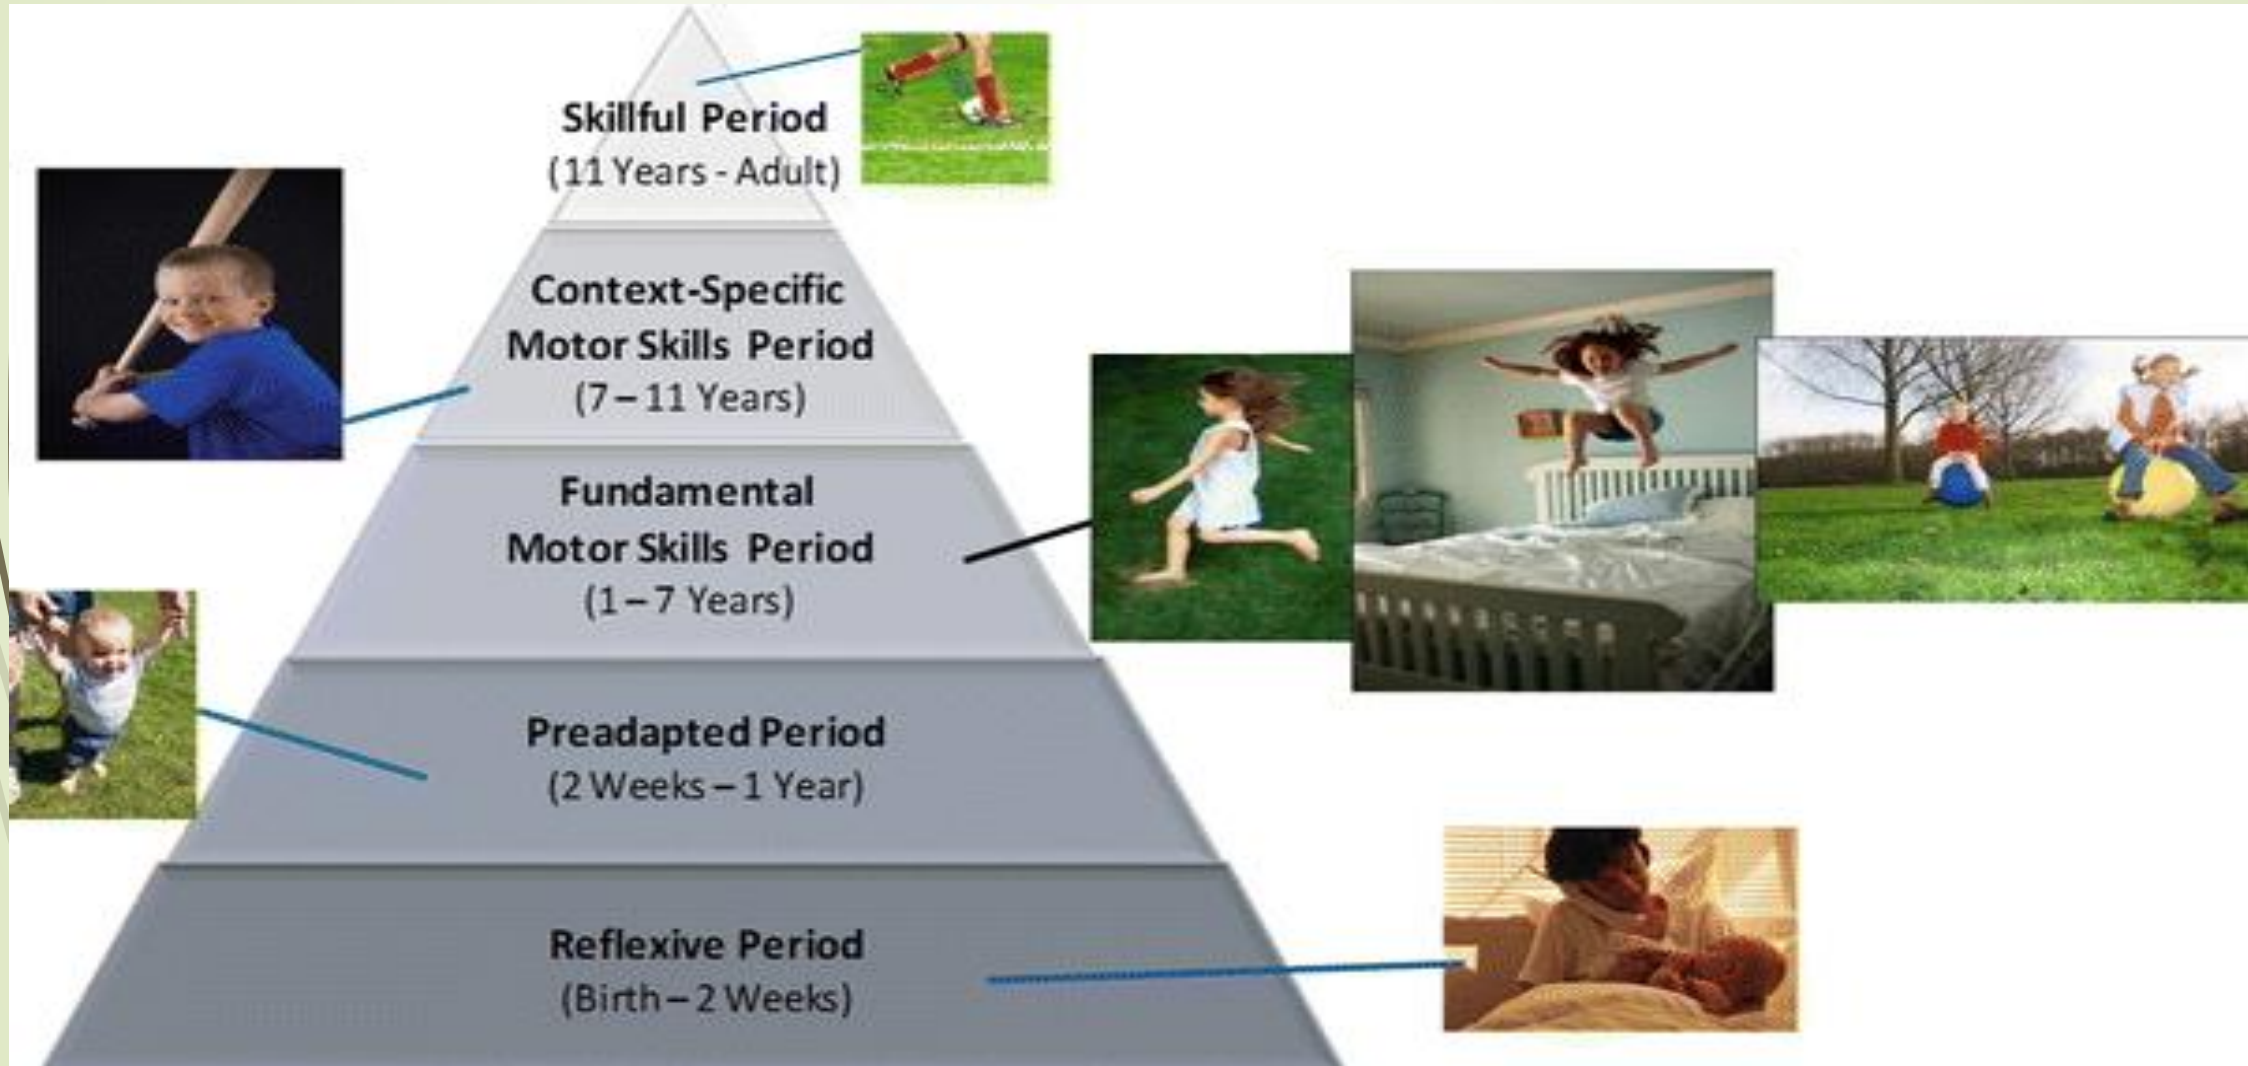 Skillful Period
(11 Years - Adult)
Context-Specific
Motor Skills Period
(7 – 11 Years)
Fundamental
Motor Skills Period
(1 – 7 Years)
Preadapted Period
(2 Weeks – 1 Year)
Reflexive Period
(Birth – 2 Weeks)